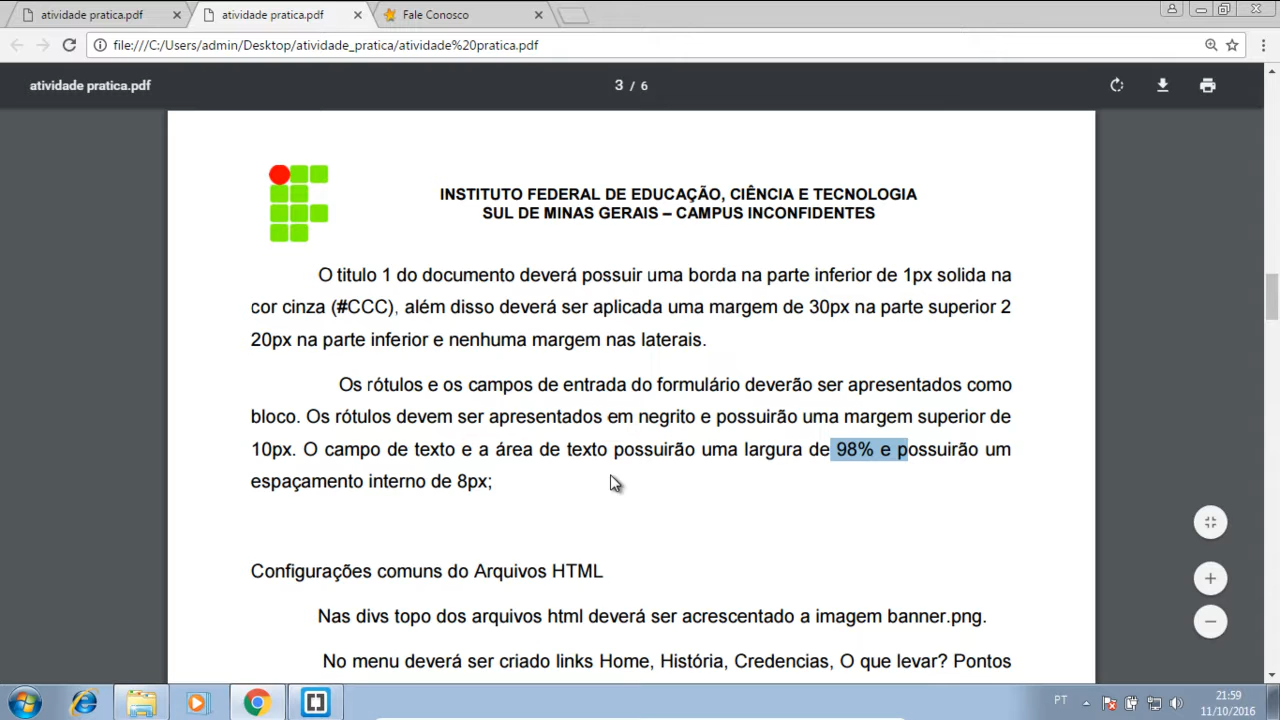 atividade pratica.pdf
atividade pratica.pdf
Fale Conosco
file:///C:/Users/admin/Desktop/atividade_pratica/atividade%20pratica.pdf
atividade pratica.pdf
3 / 6
INSTITUTO FEDERAL DE EDUCAÇÃO, CIÊNCIA E TECNOLOGIA
SUL DE MINAS GERAIS – CAMPUS INCONFIDENTES
O titulo 1 do documento deverá possuir uma borda na parte inferior de 1px solida na
cor cinza (#CCC), além disso deverá ser aplicada uma margem de 30px na parte superior 2
20px na parte inferior e nenhuma margem nas laterais.
Os rótulos e os campos de entrada do formulário deverão ser apresentados como
bloco. Os rótulos devem ser apresentados em negrito e possuirão uma margem superior de
10px. O campo de texto e a área de texto possuirão uma largura de 98% e possuirão um
espaçamento interno de 8px;
Configurações comuns do Arquivos HTML
Nas divs topo dos arquivos html deverá ser acrescentado a imagem banner.png.
No menu deverá ser criado links Home, História, Credencias, O que levar? Pontos
PT
21:59
11/10/2016